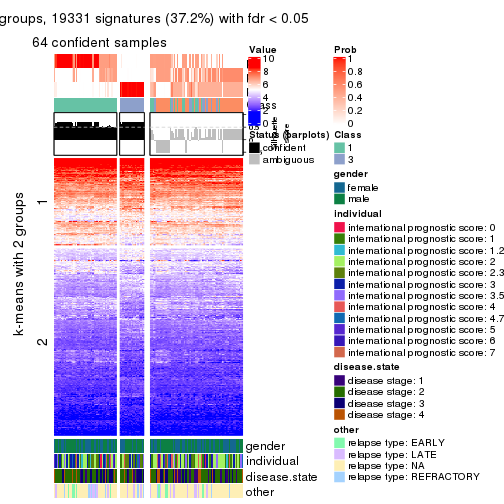 groups, 19331 signatures (37.2%) with fdr < 0.05
64 confident samples
k-means with 2 groups
1
2
gender
individual
disease.state
other
Value
10
8
6
4
2
0
Status (barplots)
confident
ambiguous
Prob
1
0.8
0.6
0.4
0.2
0
Class
1
3
gender
female
male
individual
international prognostic score: 0
international prognostic score: 1
international prognostic score: 1.2
international prognostic score: 2
international prognostic score: 2.3
international prognostic score: 3
international prognostic score: 3.5
international prognostic score: 4
international prognostic score: 4.7
international prognostic score: 5
international prognostic score: 6
international prognostic score: 7
disease.state
disease stage: 1
disease stage: 2
disease stage: 3
disease stage: 4
other
relapse type: EARLY
relapse type: LATE
relapse type: NA
relapse type: REFRACTORY